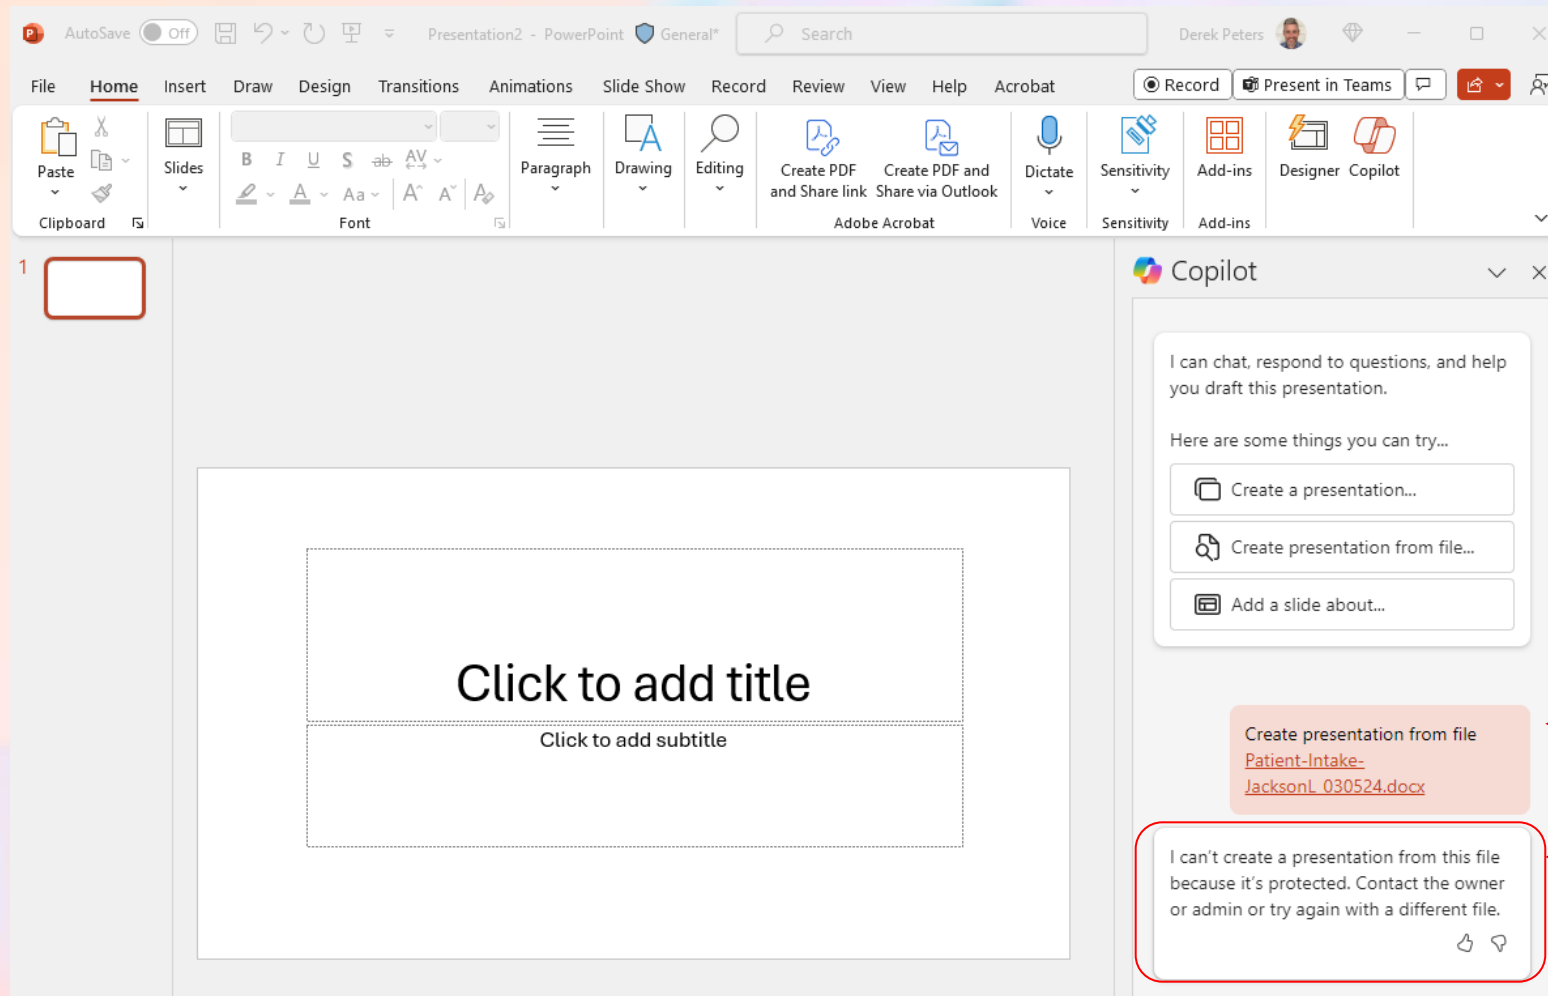 AutoSave Off Presentation2 - PowerPoint General* Search Derek Peters
File Home Insert Draw Design Transitions Animations Slide Show Record Review View Help Acrobat Record Present in Teams
Paste
Clipboard
Slides
B I U S ab AV
A Aa A A A
Font
Paragraph
Drawing
Editing
Create PDF
and Share link
Create PDF and
Share via Outlook
Adobe Acrobat
Dictate
Voice
Sensitivity
Sensitivity
Add-ins
Add-ins
Designer
Copilot
1
Click to add title
Click to add subtitle
Copilot
I can chat, respond to questions, and help
you draft this presentation.
Here are some things you can try...
Create a presentation...
Create presentation from file...
Add a slide about...
Create presentation from file
Patient-Intake-
JacksonL_030524.docx
I can't create a presentation from this file
because it's protected. Contact the owner
or admin or try again with a different file.